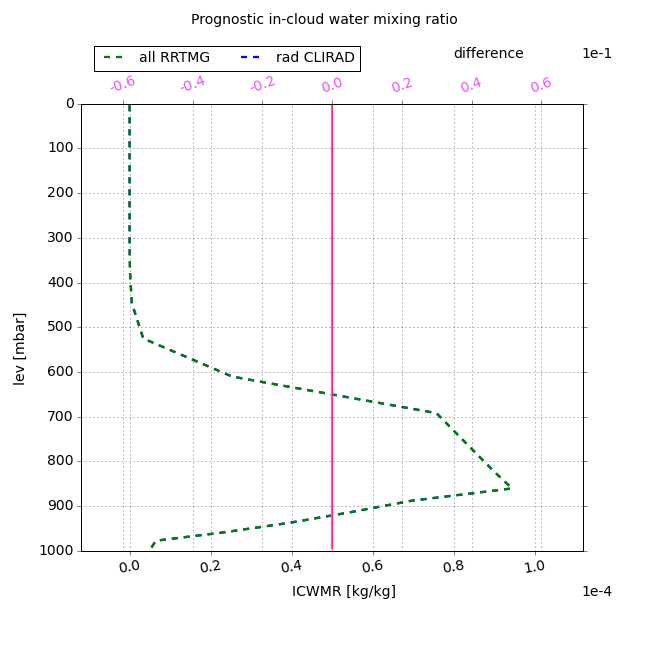 Prognostic in-cloud water mixing ratio
all RRTMG rad CLIRAD difference 1e-1
-0.6 -0.4 -0.2 0.0 0.2 0.4 0.6
0
100
200
300
400
500
600
700
800
900
1000
lev [mbar]
0.0 0.2 0.4 0.6 0.8 1.0
ICWMR [kg/kg] 1e-4